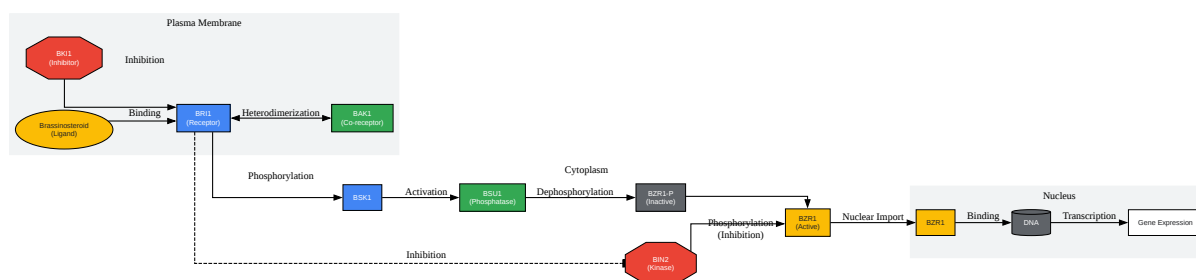 Plasma Membrane
BKI1
(Inhibitor)
Inhibition
Brassinosteroid
(Ligand)
Binding
BRI1
(Receptor)
Heterodimerization
BAK1
(Co-receptor)
Phosphorylation
BSK1
Activation
BSU1
(Phosphatase)
Cytoplasm
Dephosphorylation
BZR1-P
(Inactive)
Phosphorylation
(Inhibition)
BZR1
(Active)
Inhibition
BIN2
(Kinase)
Nuclear Import
Nucleus
BZR1
Binding
DNA
Transcription
Gene Expression